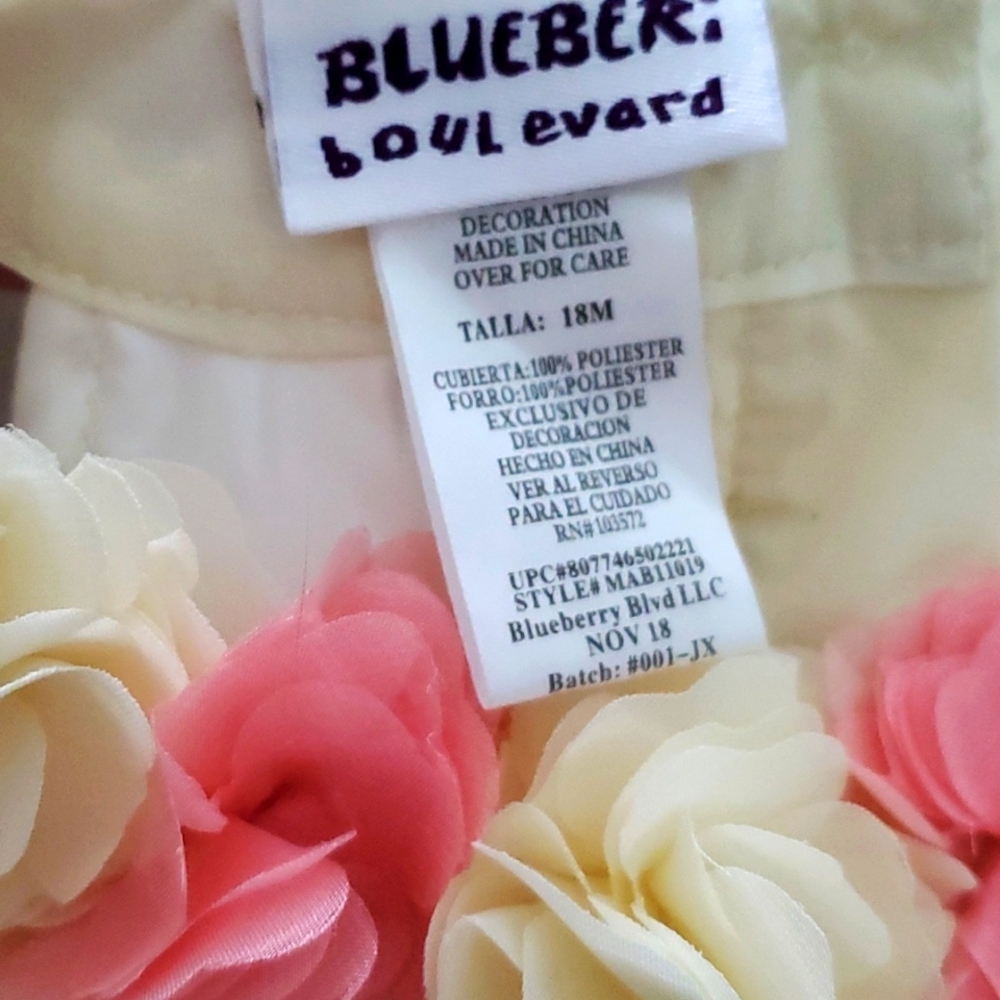 BLUEBER
boulevard
DECORATION
MADE IN CHINA
OVER FOR CARE
TALLA: 18M
CUBIERTA:100% POLIESTER
FORRO:100%POLIESTER
EXCLUSIVO DE
DECORACION
HECHO EN CHINA
VER AL REVERSO
PARA EL CUIDADO
RN#103572
UPC#807746502221
STYLE# MAB11019
Blueberry Blvd LLC
NOV 18
Batch: #001-JX